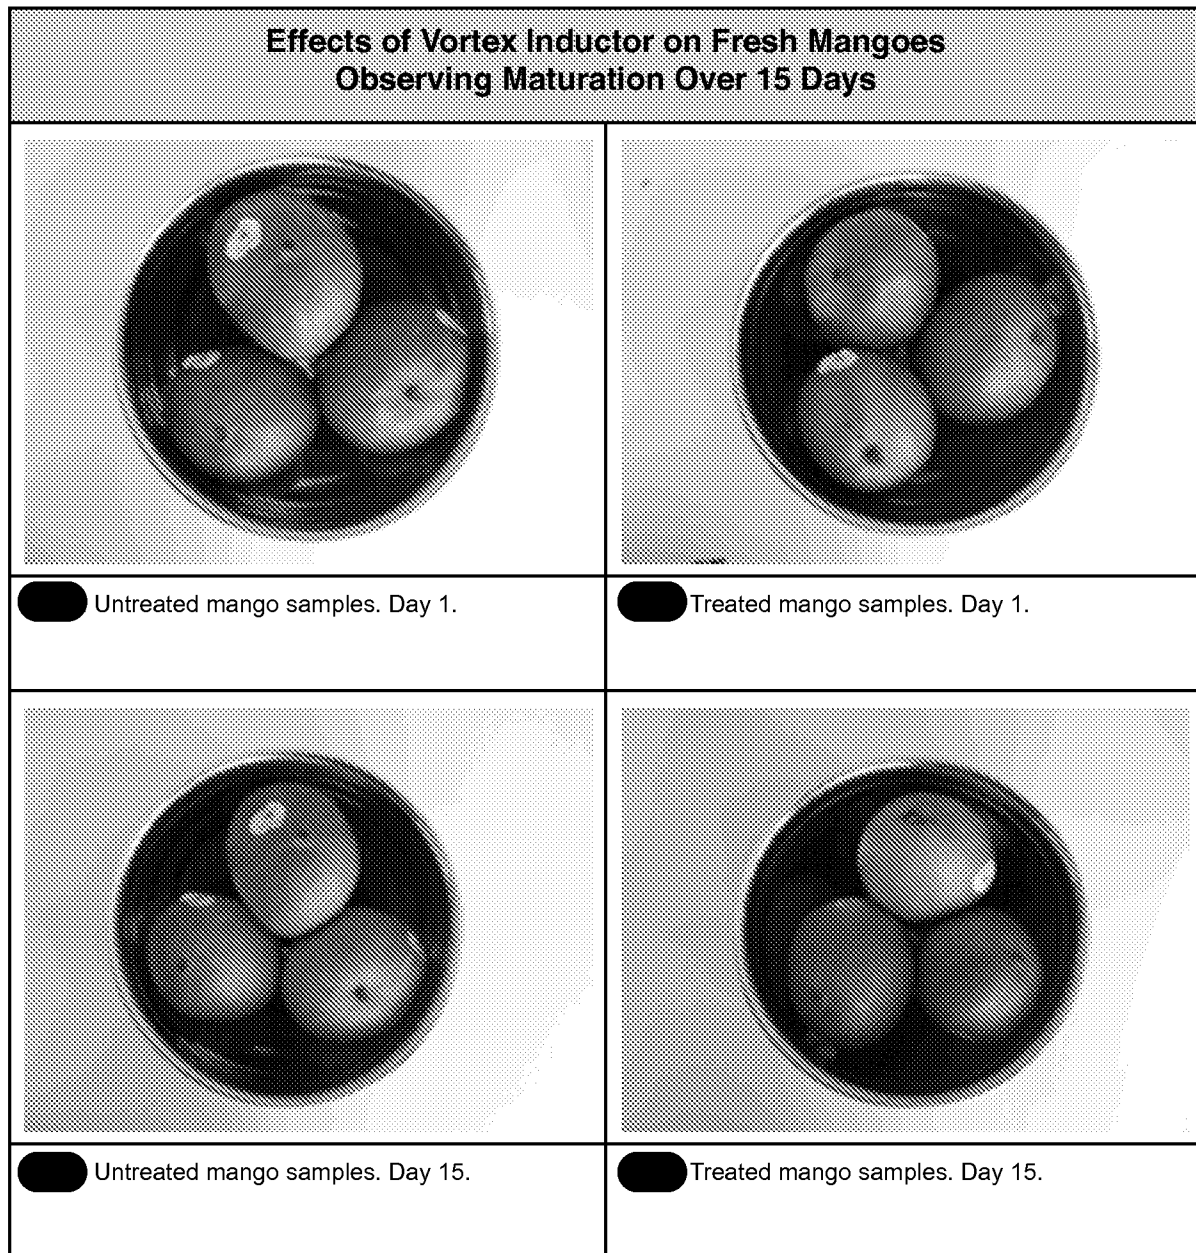 Effects of Vortex Inductor on Fresh Mangoes
Observing Maturation Over 15 Days
Untreated mango samples. Day 1.
Treated mango samples. Day 1.
Untreated mango samples. Day 15.
Treated mango samples. Day 15.